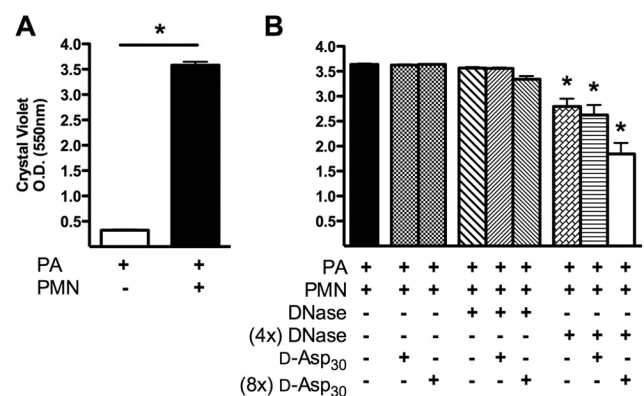 A
*
4.0
3.5
3.0
2.5
2.0
1.5
1.0
0.5
Crystal Violet
O.D. (550nm)
PA + +
PMN - +
B
4.0
3.5
3.0
2.5
2.0
1.5
1.0
0.5
* * *
PA + + + + + + + + +
PMN + + + + + + + + +
DNase - - - + + + - - -
(4x) DNase - - - - - - + + +
D-Asp30 - + - - + - - + -
(8x) D-Asp30 - - + - - + - - +